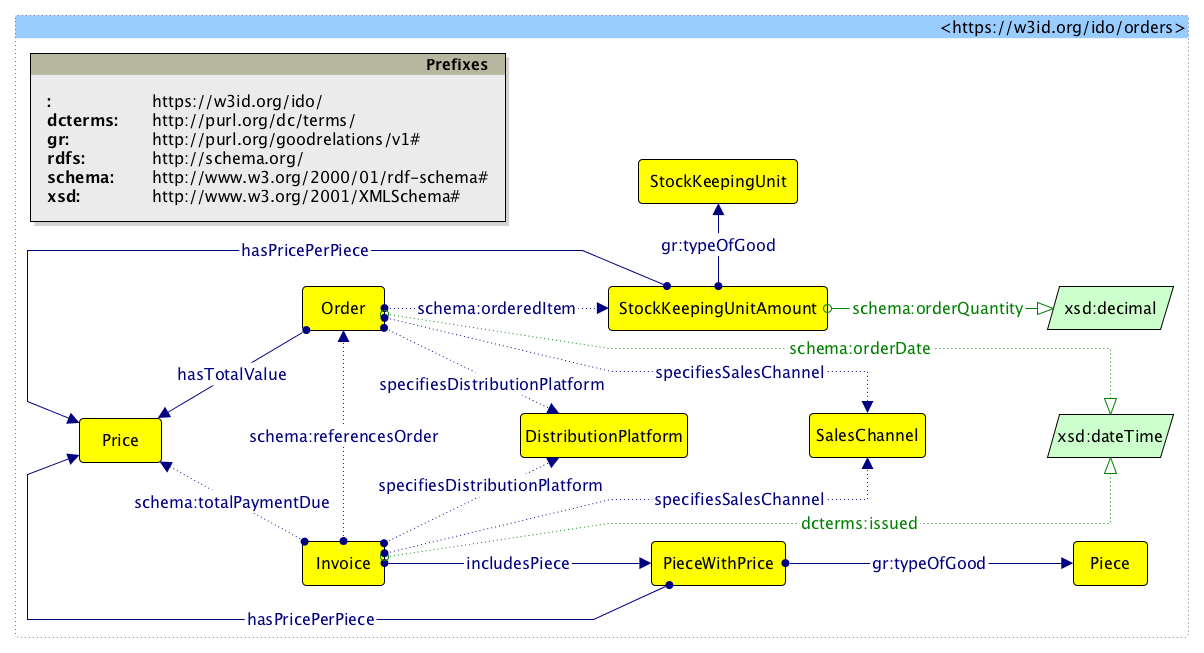 <https://w3id.org/ido/orders>
Prefixes
: https://w3id.org/ido/
dcterms: http://purl.org/dc/terms/
gr: http://purl.org/goodrelations/v1#
rdfs: http://schema.org/
schema: http://www.w3.org/2000/01/rdf-schema#
xsd: http://www.w3.org/2001/XMLSchema#
StockKeepingUnit
gr:typeOfGood
hasPricePerPiece
Order
schema:orderedItem
StockKeepingUnitAmount
schema:orderQuantity
xsd:decimal
schema:orderDate
hasTotalValue
specifiesDistributionPlatform
specifiesSalesChannel
Price
schema:referencesOrder
DistributionPlatform
SalesChannel
xsd:dateTime
schema:totalPaymentDue
specifiesDistributionPlatform
specifiesSalesChannel
dcterms:issued
Invoice
includesPiece
PieceWithPrice
gr:typeOfGood
Piece
hasPricePerPiece